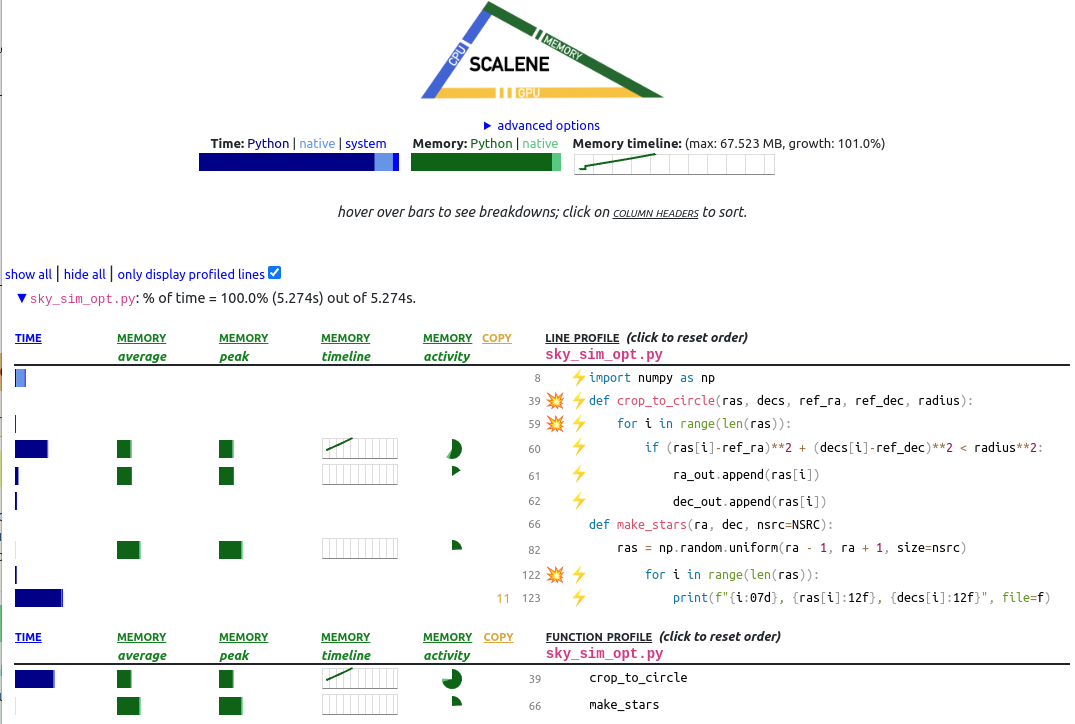 CPU
MEMORY
SCALENE
GPU
▶ advanced options
Time: Python | native | system Memory: Python | native Memory timeline: (max: 67.523 MB, growth: 101.0%)
hover over bars to see breakdowns; click on COLUMN HEADERS to sort.
show all | hide all | only display profiled lines
▼ sky_sim_opt.py: % of time = 100.0% (5.274s) out of 5.274s.
TIME MEMORY MEMORY MEMORY MEMORY COPY LINE PROFILE (click to reset order)
average peak timeline activity sky_sim_opt.py
8 ⚡ import numpy as np
39 💥 ⚡ def crop_to_circle(ras, decs, ref_ra, ref_dec, radius):
59 💥 ⚡ for i in range(len(ras)):
60 ⚡ if (ras[i]-ref_ra)**2 + (decs[i]-ref_dec)**2 < radius**2:
61 ⚡ ra_out.append(ras[i])
62 ⚡ dec_out.append(ras[i])
66 def make_stars(ra, dec, nsrc=NSRC):
82 ras = np.random.uniform(ra - 1, ra + 1, size=nsrc)
122 💥 ⚡ for i in range(len(ras)):
11 123 ⚡ print(f"{i:07d}, {ras[i]:12f}, {decs[i]:12f}", file=f)
TIME MEMORY MEMORY MEMORY MEMORY COPY FUNCTION PROFILE (click to reset order)
average peak timeline activity sky_sim_opt.py
39 crop_to_circle
66 make_stars